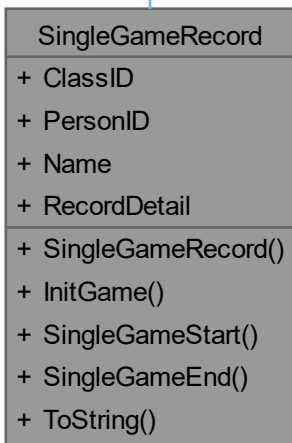 SingleGameRecord
+ ClassID
+ PersonID
+ Name
+ RecordDetail
+ SingleGameRecord()
+ InitGame()
+ SingleGameStart()
+ SingleGameEnd()
+ ToString()